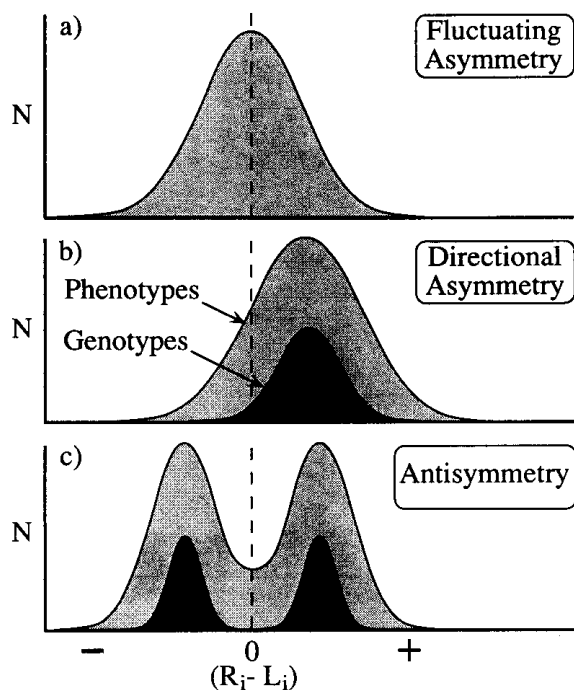 a)
Fluctuating
Asymmetry
N
b)
Directional
Asymmetry
Phenotypes
N
Genotypes
c)
Antisymmetry
N
− 0 +
(Ri- Li)